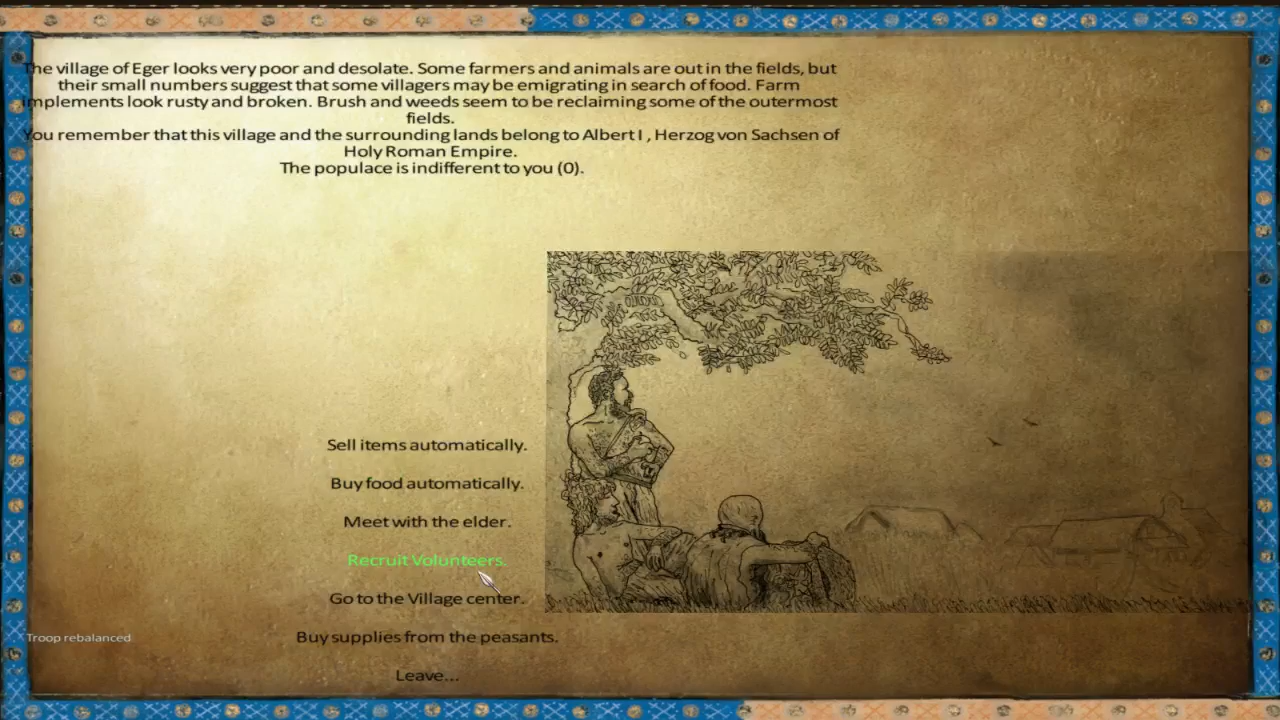 The village of Eger looks very poor and desolate. Some farmers and animals are out in the fields, but
their small numbers suggest that some villagers may be emigrating in search of food. Farm
implements look rusty and broken. Brush and weeds seem to be reclaiming some of the outermost
fields.
You remember that this village and the surrounding lands belong to Albert I , Herzog von Sachsen of
Holy Roman Empire.
The populace is indifferent to you (0).
Sell items automatically.
Buy food automatically.
Meet with the elder.
Recruit Volunteers.
Go to the Village center.
Buy supplies from the peasants.
Leave...
Troop rebalanced